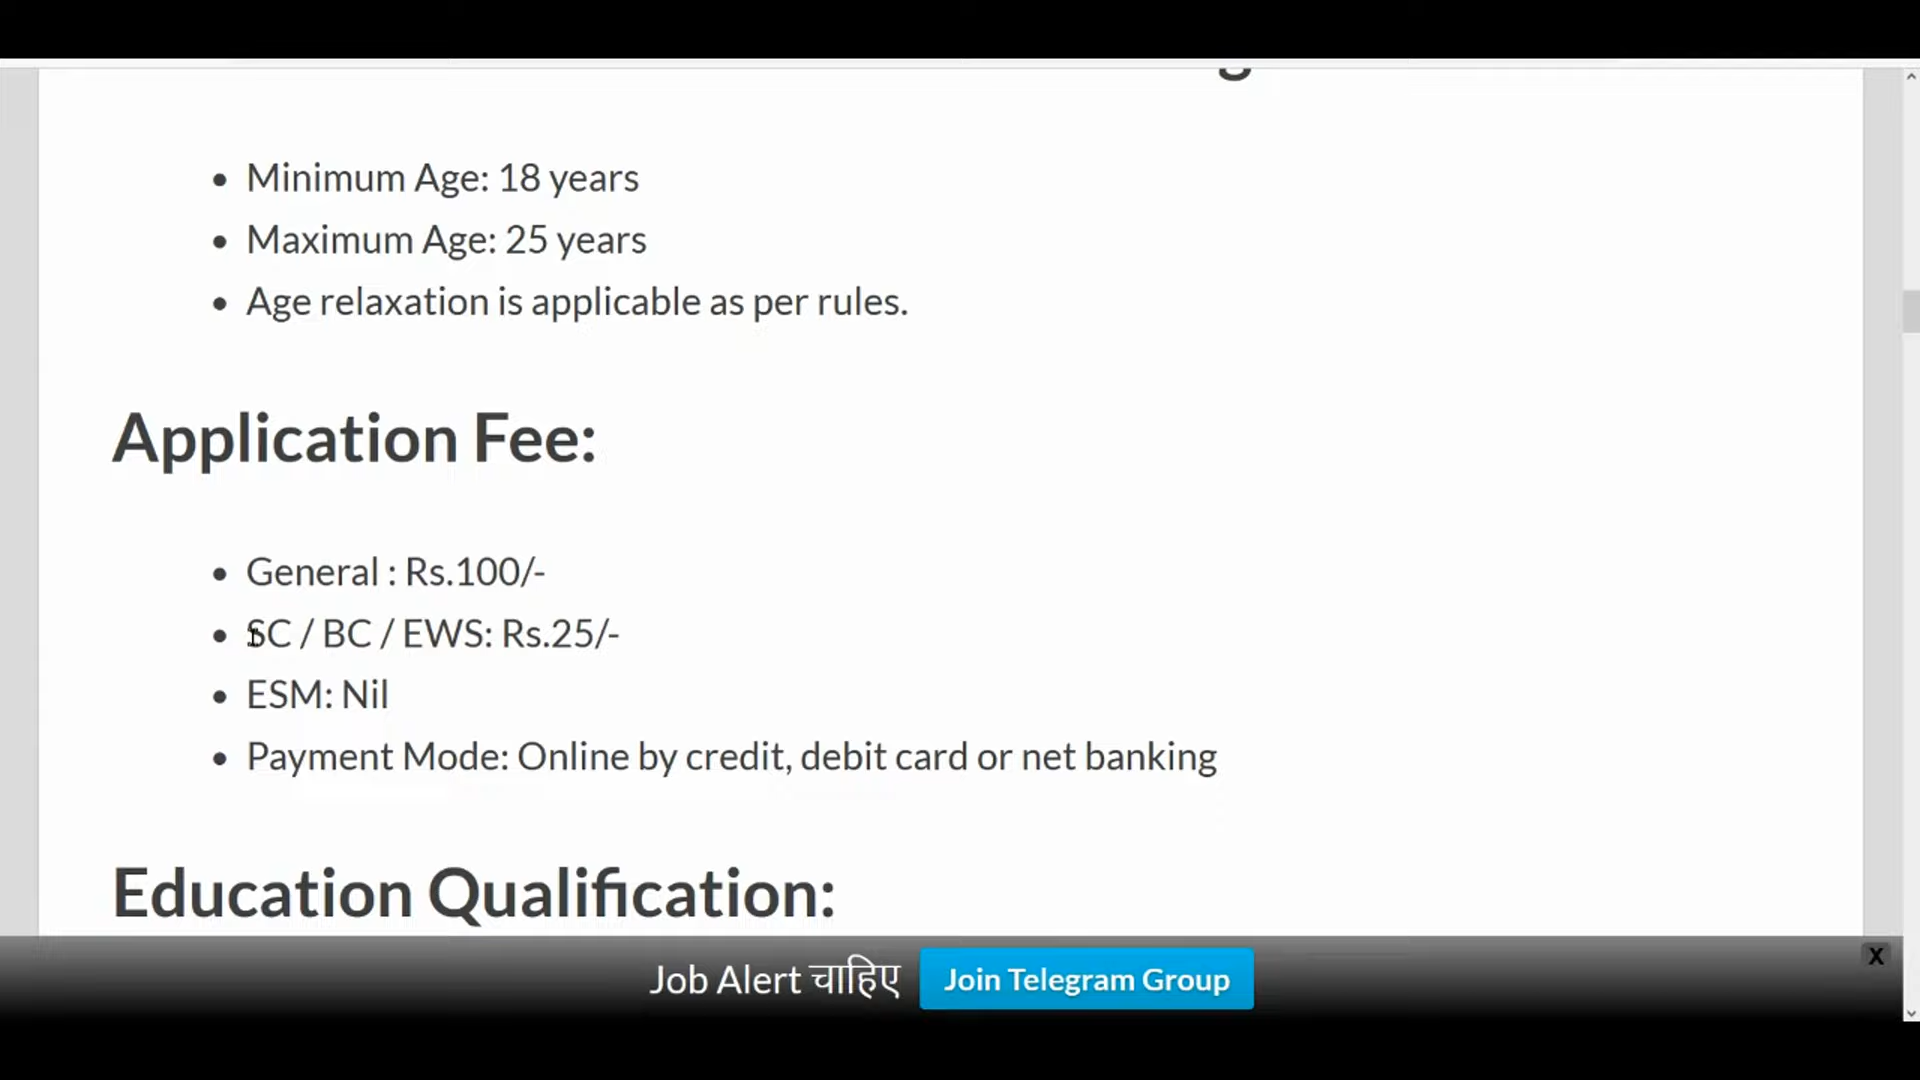 Minimum Age: 18 years
Maximum Age: 25 years
Age relaxation is applicable as per rules.
Application Fee:
General : Rs.100/-
SC / BC / EWS: Rs.25/-
ESM: Nil
Payment Mode: Online by credit, debit card or net banking
Education Qualification:
Job Alert चाहिए Join Telegram Group
X